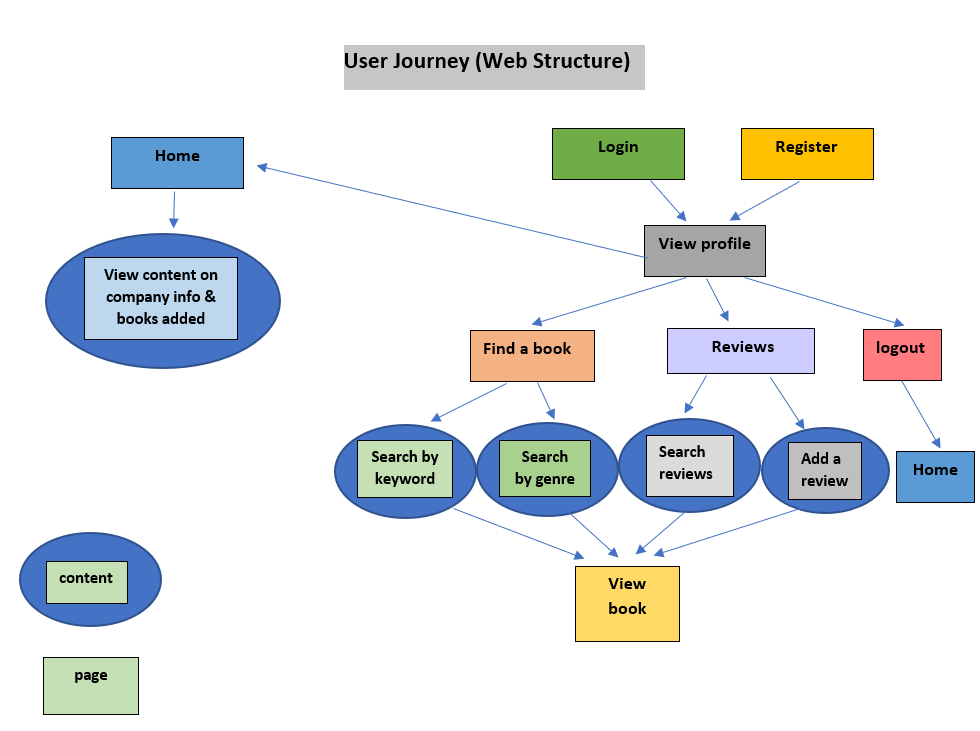 User Journey (Web Structure)
Home
Login
Register
View profile
View content on
company info &
books added
Find a book
Reviews
logout
Search by
keyword
Search
by genre
Search
reviews
Add a
review
Home
View
book
content
page